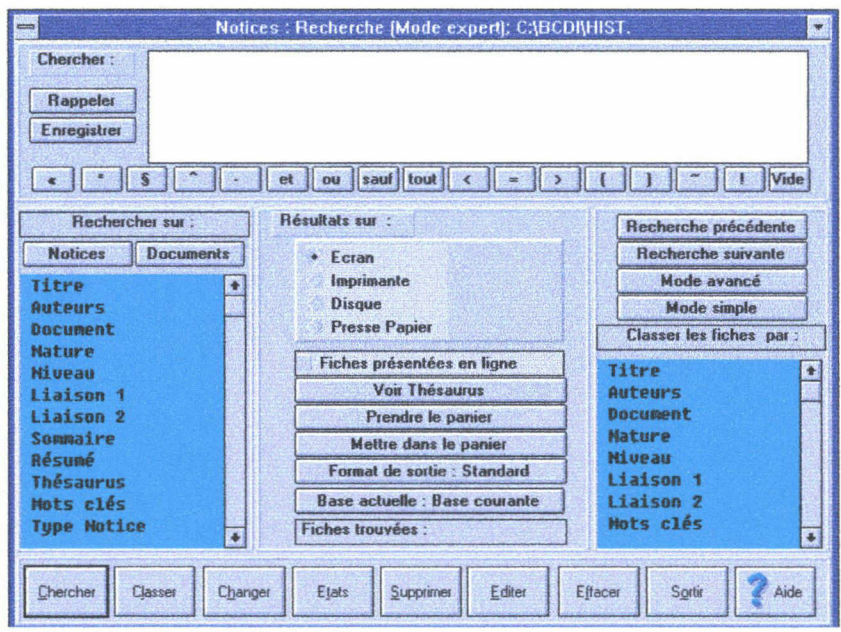 Notices : Recherche (Mode expert); C:\BCDI\HIST.
Chercher :
Rappeler
Enregistrer
« " § ^ - et ou sauf tout < = > ( ) ~ ! Vide
Rechercher sur :
Notices Documents
Titre
Auteurs
Document
Nature
Niveau
Liaison 1
Liaison 2
Sommaire
Résumé
Thésaurus
Mots clés
Type Notice
Résultats sur :
Ecran
Imprimante
Disque
Presse Papier
Fiches présentées en ligne
Voir Thésaurus
Prendre le panier
Mettre dans le panier
Format de sortie : Standard
Base actuelle : Base courante
Fiches trouvées :
Recherche précédente
Recherche suivante
Mode avancé
Mode simple
Classer les fiches par :
Titre
Auteurs
Document
Nature
Niveau
Liaison 1
Liaison 2
Mots clés
Chercher Classer Changer Etats Supprimer Editer Effacer Sortir ? Aide